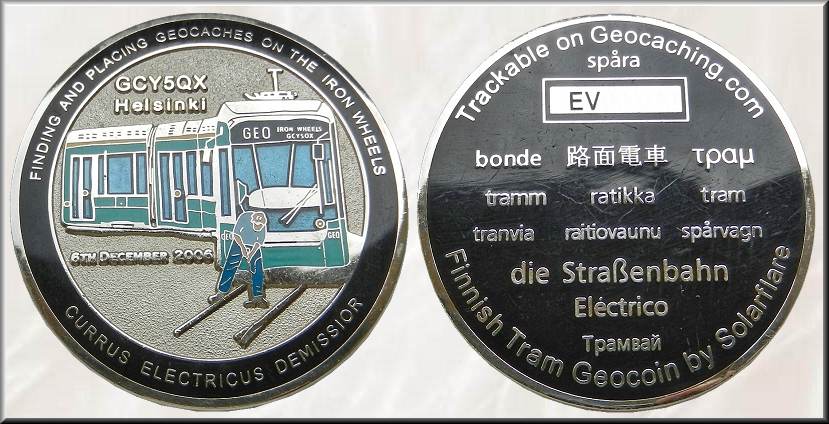 FINDING AND PLACING GEOCACHES ON THE IRON WHEELS
GCY5QX
Helsinki
GEO
IRON WHEELS
GCY5QX
GEO
6TH DECEMBER 2006
CURRUS ELECTRICUS DEMISSIOR
Trackable on Geocaching.com
spåra
EV
bonde 路面電車 τραμ
tramm ratikka tram
tranvia raitiovaunu spårvagn
die Straßenbahn
Eléctrico
Трамвай
Finnish Tram Geocoin by Solarflare